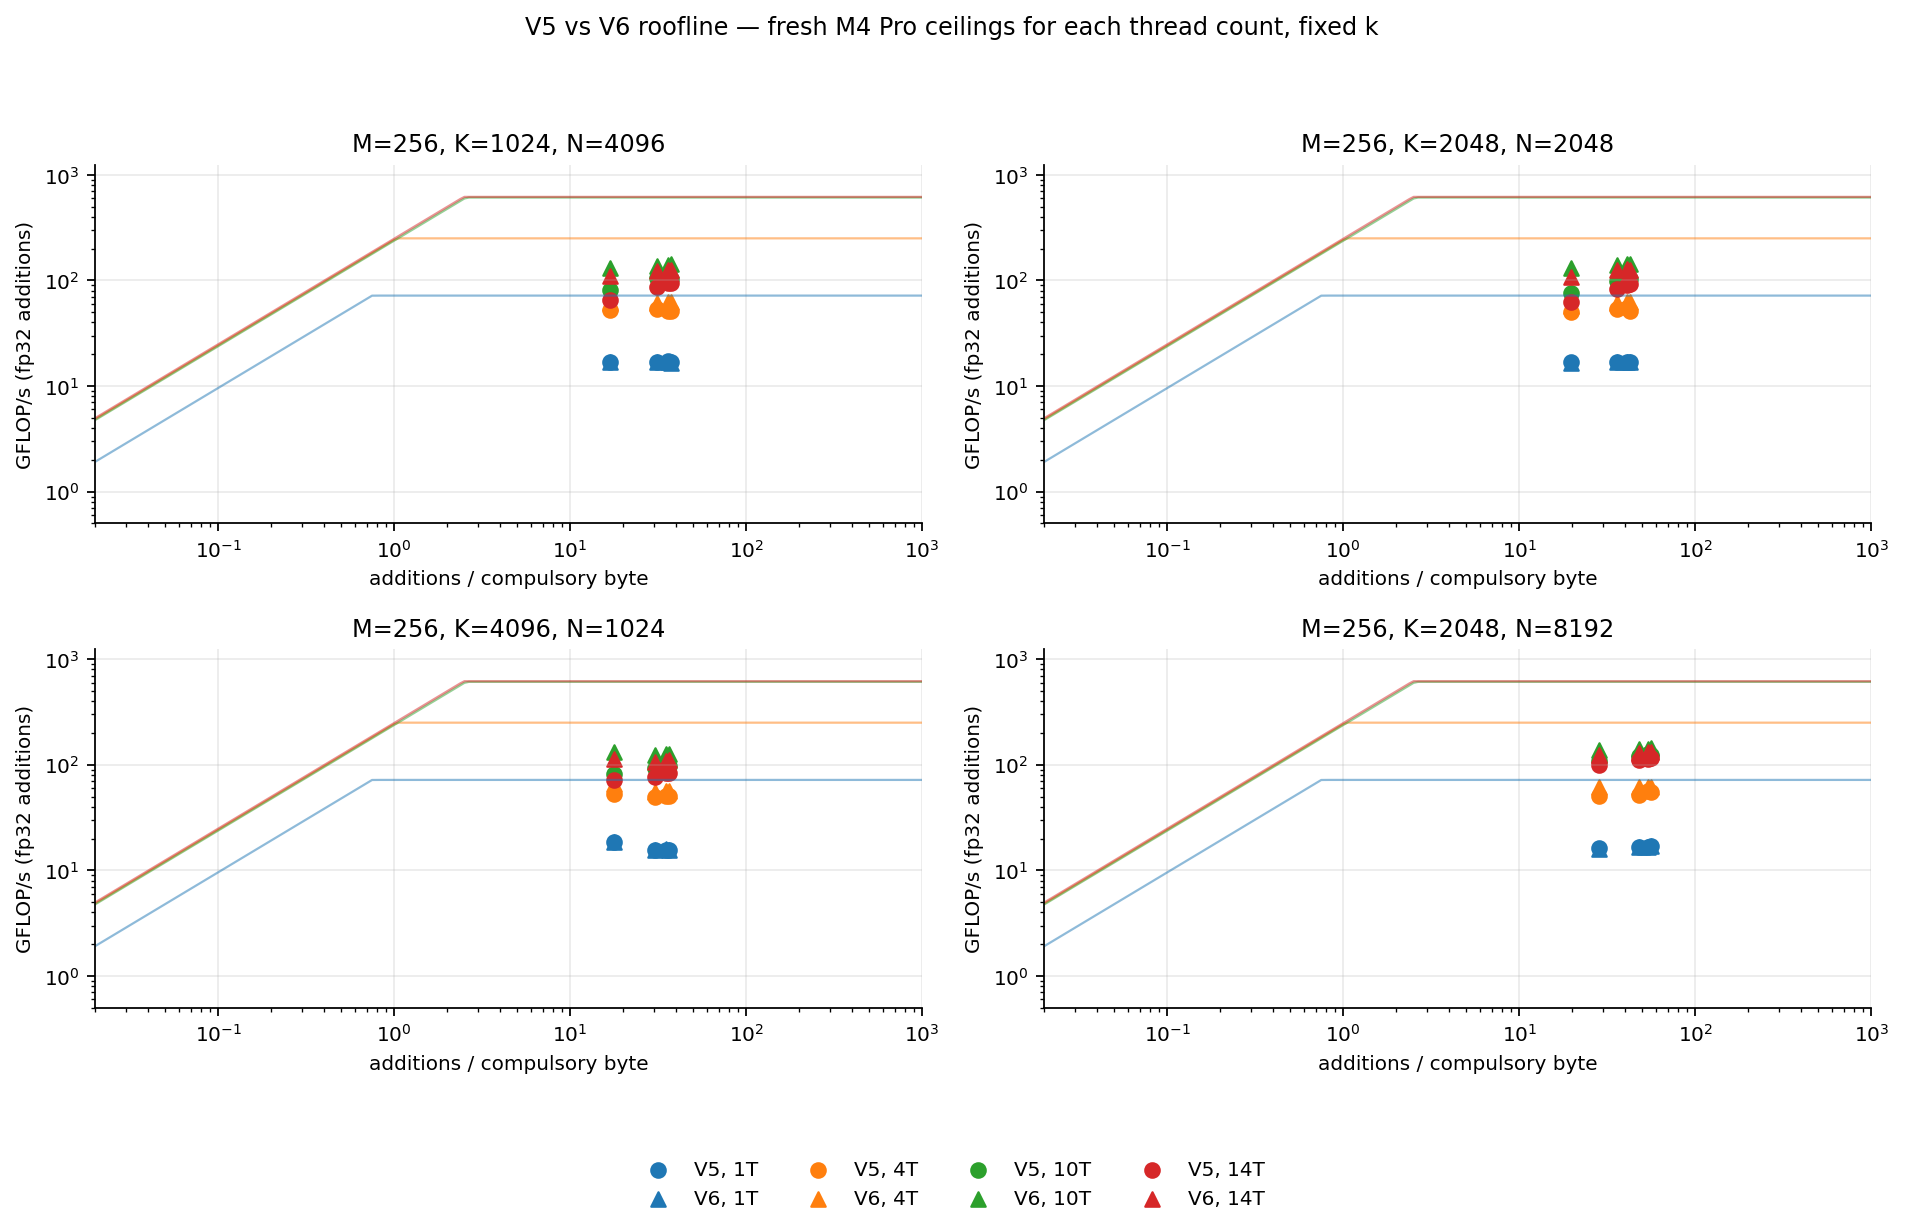 V5 vs V6 roofline — fresh M4 Pro ceilings for each thread count, fixed k
M=256, K=1024, N=4096
GFLOP/s (fp32 additions)
10³
10²
10¹
10⁰
10⁻¹ 10⁰ 10¹ 10² 10³
additions / compulsory byte
M=256, K=2048, N=2048
GFLOP/s (fp32 additions)
10³
10²
10¹
10⁰
10⁻¹ 10⁰ 10¹ 10² 10³
additions / compulsory byte
M=256, K=4096, N=1024
GFLOP/s (fp32 additions)
10³
10²
10¹
10⁰
10⁻¹ 10⁰ 10¹ 10² 10³
additions / compulsory byte
M=256, K=2048, N=8192
GFLOP/s (fp32 additions)
10³
10²
10¹
10⁰
10⁻¹ 10⁰ 10¹ 10² 10³
additions / compulsory byte
V5, 1T V5, 4T V5, 10T V5, 14T
V6, 1T V6, 4T V6, 10T V6, 14T